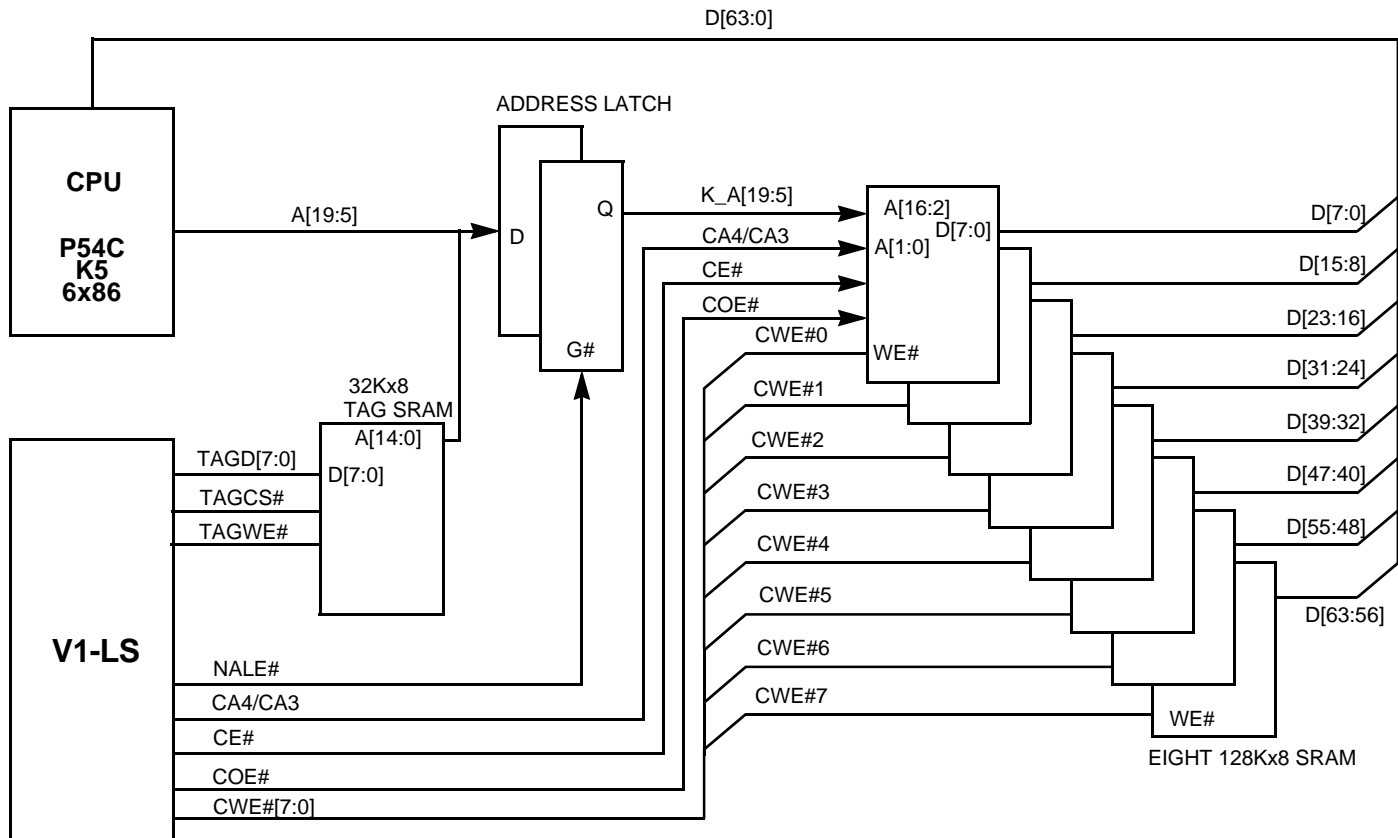 D[63:0]
ADDRESS LATCH
CPU
P54C
K5
6x86
A[19:5]
D
Q
G#
K_A[19:5]
CA4/CA3
CE#
COE#
CWE#0
CWE#1
CWE#2
CWE#3
CWE#4
CWE#5
CWE#6
CWE#7
A[16:2]
D[7:0]
A[1:0]
WE#
D[7:0]
D[15:8]
D[23:16]
D[31:24]
D[39:32]
D[47:40]
D[55:48]
D[63:56]
WE#
EIGHT 128Kx8 SRAM
32Kx8
TAG SRAM
A[14:0]
D[7:0]
TAGD[7:0]
TAGCS#
TAGWE#
V1-LS
NALE#
CA4/CA3
CE#
COE#
CWE#[7:0]